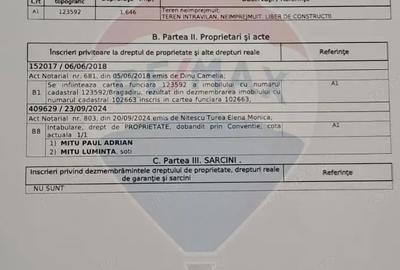 Crt
topografic
A1 123592 1.646 Teren neimprejmuit;
TEREN INTRAVILAN, NEIMPREJMUIT, LIBER DE CONSTRUCTII
B. Partea II. Proprietari şi acte
Înscrieri privitoare la dreptul de proprietate şi alte drepturi reale Referinţe
152017 / 06/06/2018
Act Notarial nr. 681, din 05/06/2018 emis de Dinu Camelia;
B1 Se infiinteaza cartea funciara 123592 a imobilului cu numarul A1
cadastral 123592/Bragadiru, rezultat din dezmembrarea imobilului cu
numarul cadastral 102663 inscris in cartea funciara 102663;
409629 / 23/09/2024
Act Notarial nr. 803, din 20/09/2024 emis de Nitescu Turea Elena Monica;
B8 Intabulare, drept de PROPRIETATE, dobandit prin Conventie, cota A1
actuala 1/1
1) MITU PAUL ADRIAN
2) MITU LUMINŢA, soti
C. Partea III. SARCINI .
Inscrieri privind dezmembrămintele dreptului de proprietate, drepturi reale Referinţe
de garanţie şi sarcini
NU SUNT